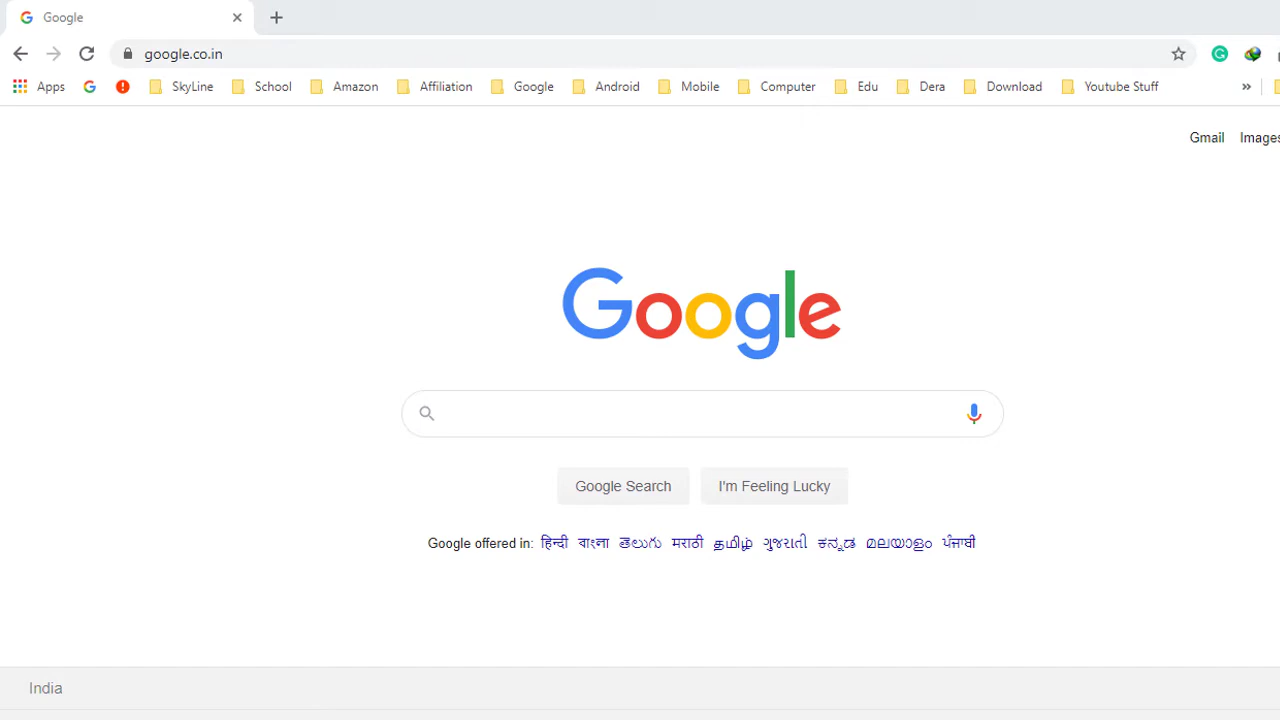 Google
google.co.in
Apps SkyLine School Amazon Affiliation Google Android Mobile Computer Edu Dera Download Youtube Stuff »
Gmail Images
Google
Google Search I'm Feeling Lucky
Google offered in: हिन्दी বাংলা తెలుగు मराठी தமிழ் ગુજરાતી ಕನ್ನಡ മലയാളം ਪੰਜਾਬੀ
India